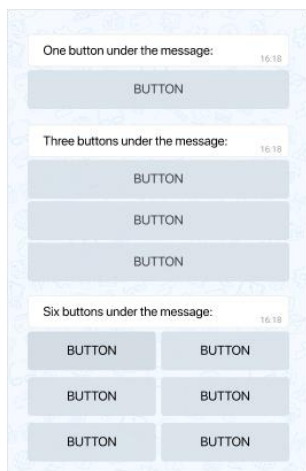 One button under the message:
16:18
BUTTON
Three buttons under the message:
16:18
BUTTON
BUTTON
BUTTON
Six buttons under the message:
16:18
BUTTON BUTTON
BUTTON BUTTON
BUTTON BUTTON